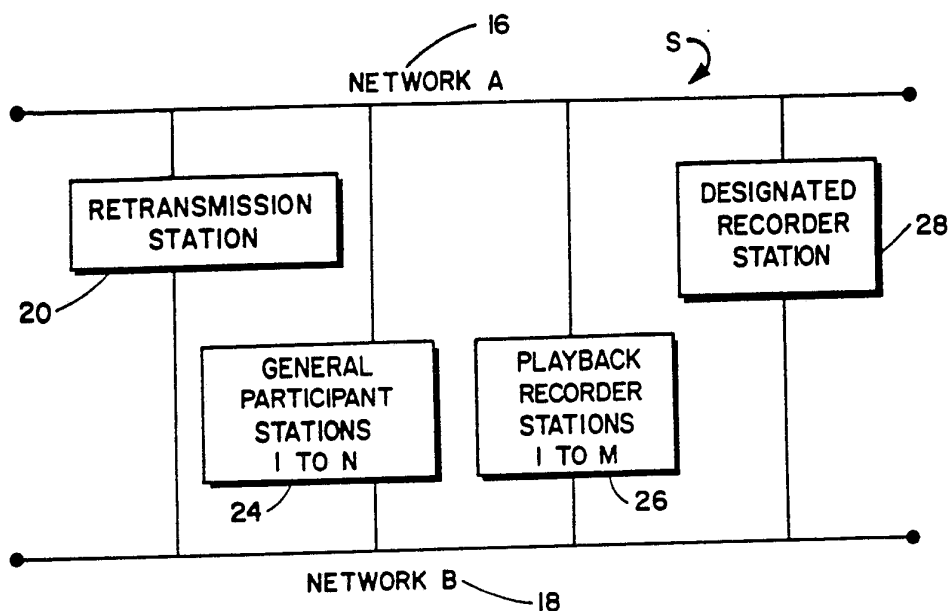 16
S
NETWORK A
RETRANSMISSION
STATION
20
DESIGNATED
RECORDER
STATION
28
GENERAL
PARTICIPANT
STATIONS
1 TO N
24
PLAYBACK
RECORDER
STATIONS
1 TO M
26
NETWORK B
18